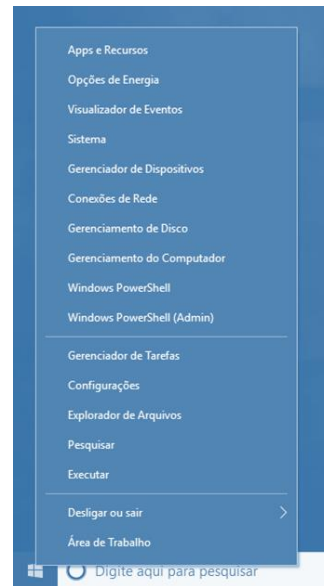 Apps e Recursos
Opções de Energia
Visualizador de Eventos
Sistema
Gerenciador de Dispositivos
Conexões de Rede
Gerenciamento de Disco
Gerenciamento do Computador
Windows PowerShell
Windows PowerShell (Admin)
Gerenciador de Tarefas
Configurações
Explorador de Arquivos
Pesquisar
Executar
Desligar ou sair
Área de Trabalho
Digite aqui para pesquisar